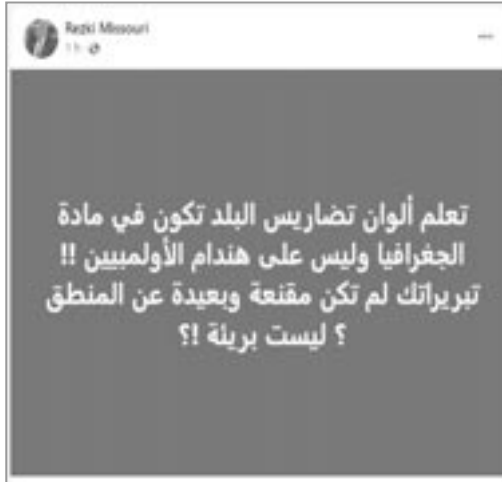 Rezki Missouri
1 h
تعلم ألوان تضاريس البلد تكون في مادة
الجغرافيا وليس على هندام الأولمبيين !!
تبريراتك لم تكن مقنعة وبعيدة عن المنطق
؟ ليست بريئة !؟